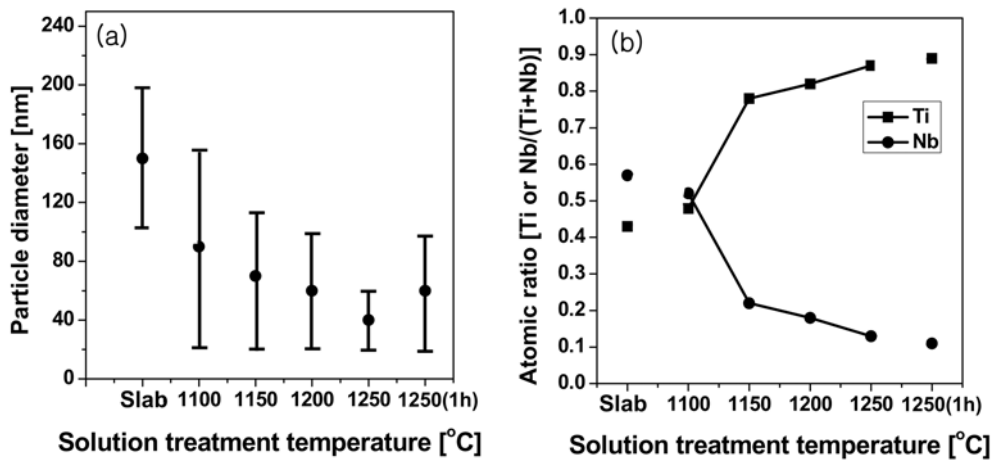 (a)
Particle diameter [nm]
240
200
160
120
80
40
0
Slab 1100 1150 1200 1250 1250(1h)
Solution treatment temperature [°C]
(b)
Atomic ratio [Ti or Nb/(Ti+Nb)]
1.0
0.9
0.8
0.7
0.6
0.5
0.4
0.3
0.2
0.1
0.0
Ti
Nb
Slab 1100 1150 1200 1250 1250(1h)
Solution treatment temperature [°C]